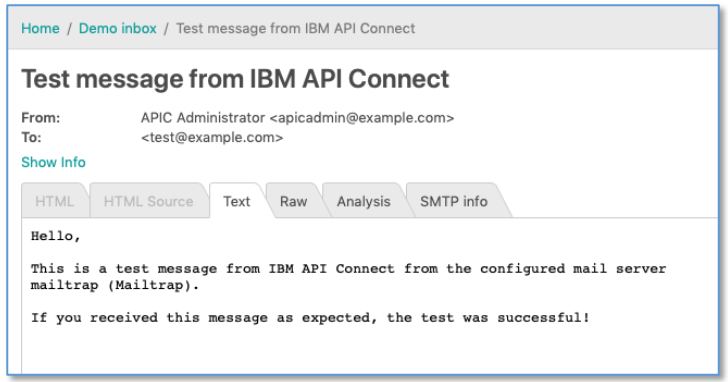 Home / Demo inbox / Test message from IBM API Connect
Test message from IBM API Connect
From: APIC Administrator <apicadmin@example.com>
To: <test@example.com>
Show Info
HTML HTML Source Text Raw Analysis SMTP info
Hello,
This is a test message from IBM API Connect from the configured mail server
mailtrap (Mailtrap).
If you received this message as expected, the test was successful!